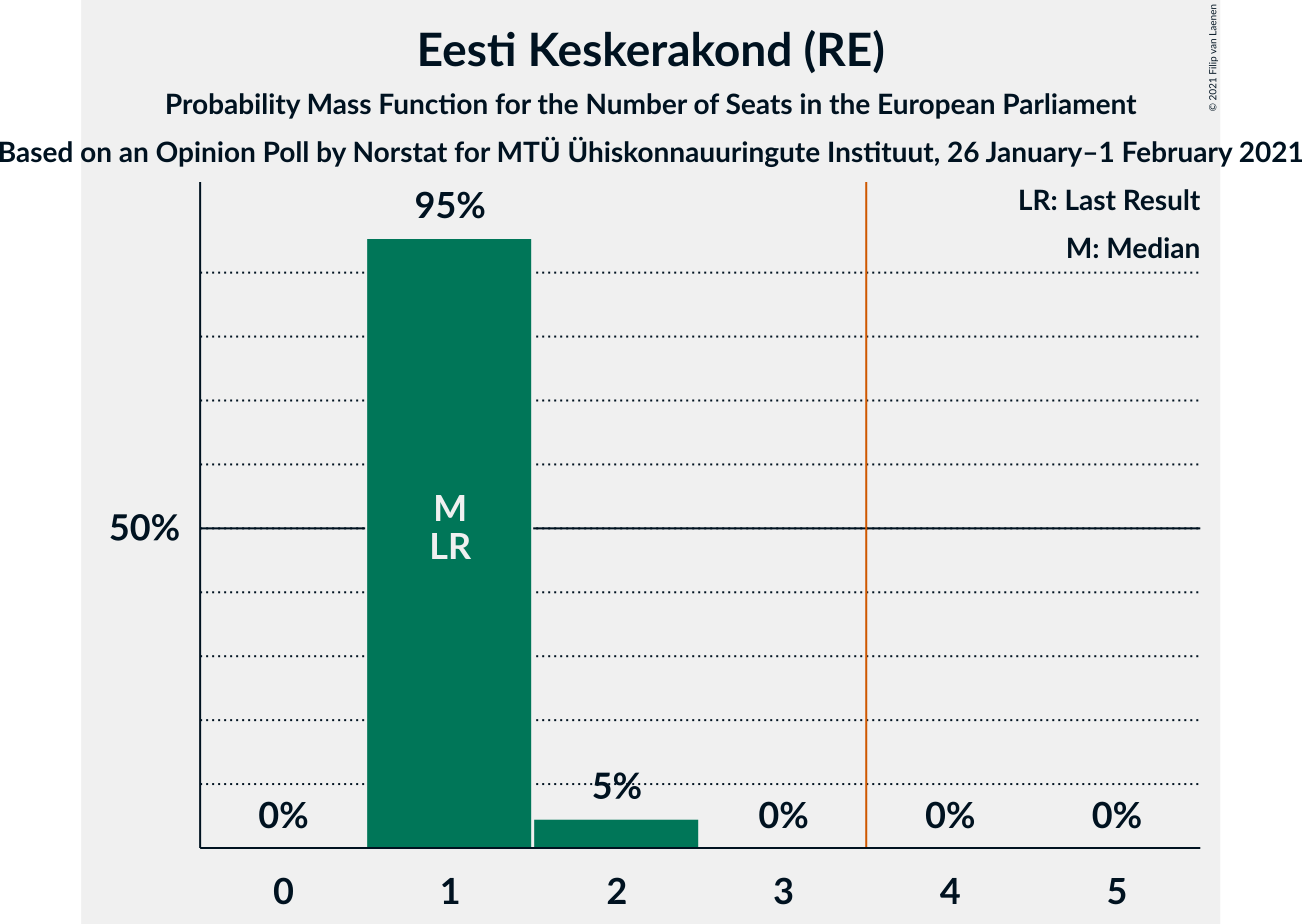 Eesti Keskerakond (RE)
Probability Mass Function for the Number of Seats in the European Parliament
Based on an Opinion Poll by Norstat for MTÜ Ühiskonnauuringute Instituut, 26 January–1 February 2021
© 2021 Filip van Laenen
LR: Last Result
M: Median
95%
M
LR
50%
5%
0%
0%
0%
0%
0 1 2 3 4 5